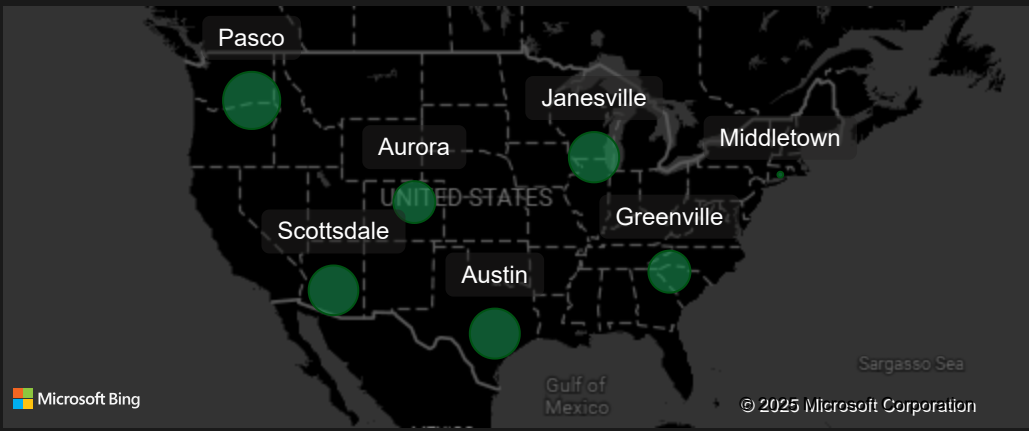 Pasco
Janesville
Middletown
Aurora
UNITED STATES
Greenville
Scottsdale
Austin
Sargasso Sea
Gulf of
Mexico
Microsoft Bing
© 2025 Microsoft Corporation